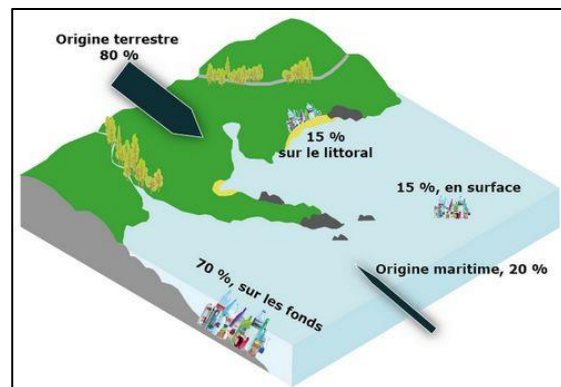 Origine terrestre
80 %
15 %
sur le littoral
15 %, en surface
Origine maritime, 20 %
70 %, sur les fonds